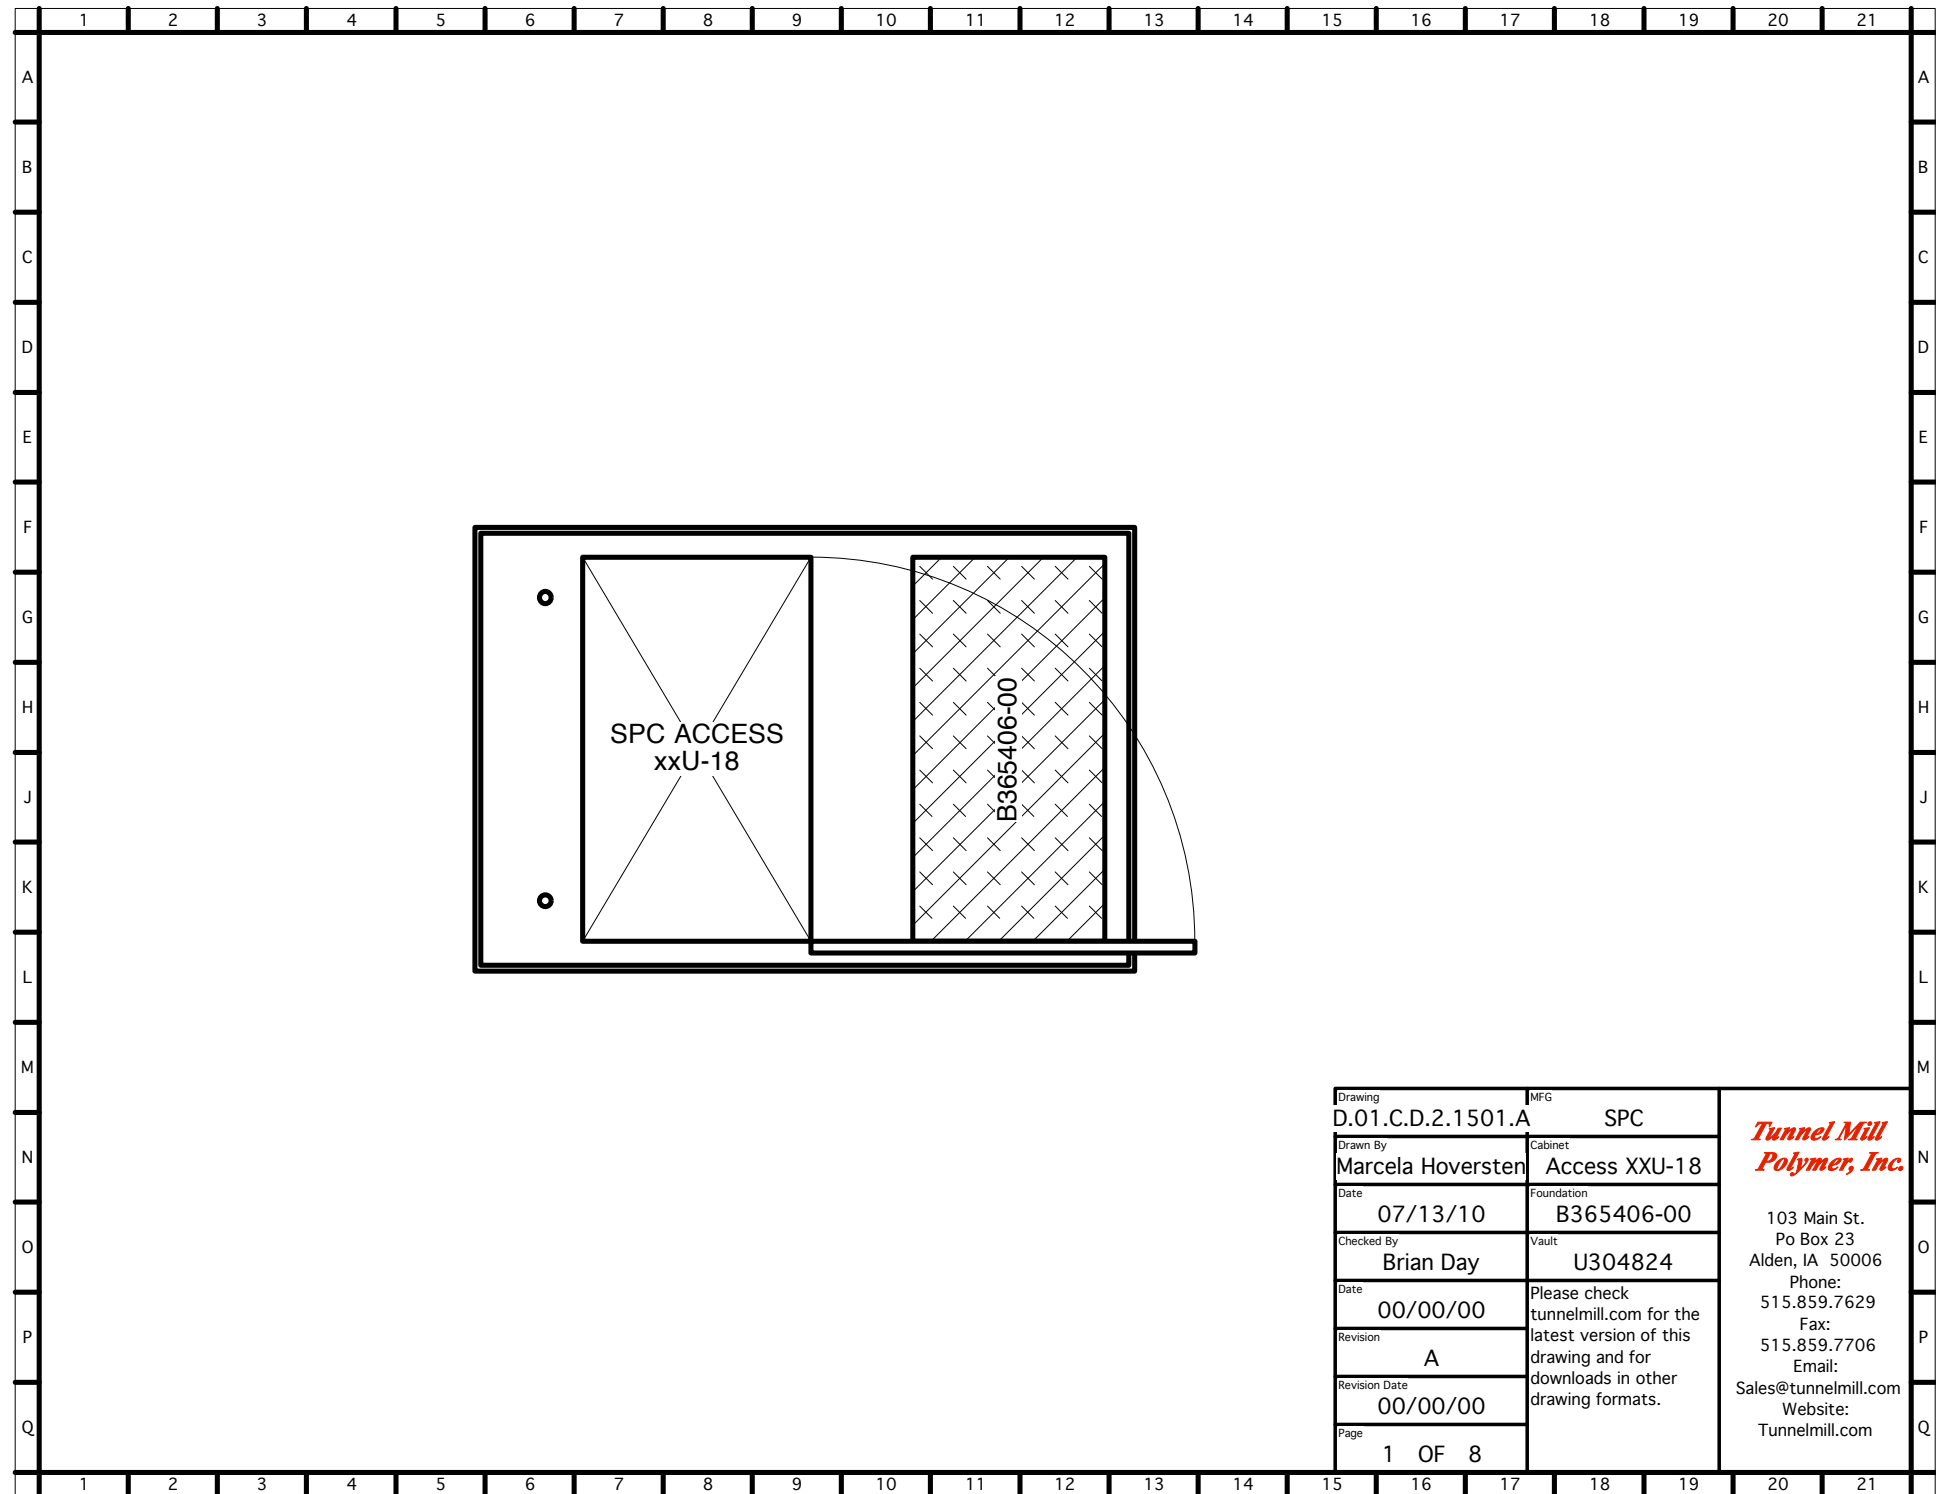 1 2 3 4 5 6 7 8 9 10 11 12 13 14 15 16 17 18 19 20 21
A A
B B
C C
D D
E E
F F
G G
H H
J J
K K
L L
M M
N N
O O
P P
Q Q
SPC ACCESS
xxU-18
B365406-00
Drawing
D.01.C.D.2.1501.A
MFG
SPC
Drawn By
Marcela Hoversten
Cabinet
Access XXU-18
Date
07/13/10
Foundation
B365406-00
Checked By
Brian Day
Vault
U304824
Date
00/00/00
Revision
A
Revision Date
00/00/00
Page
1 OF 8
Please check
tunnelmill.com for the
latest version of this
drawing and for
downloads in other
drawing formats.
Tunnel Mill
Polymer, Inc.
103 Main St.
Po Box 23
Alden, IA 50006
Phone:
515.859.7629
Fax:
515.859.7706
Email:
Sales@tunnelmill.com
Website:
Tunnelmill.com
1 2 3 4 5 6 7 8 9 10 11 12 13 14 15 16 17 18 19 20 21